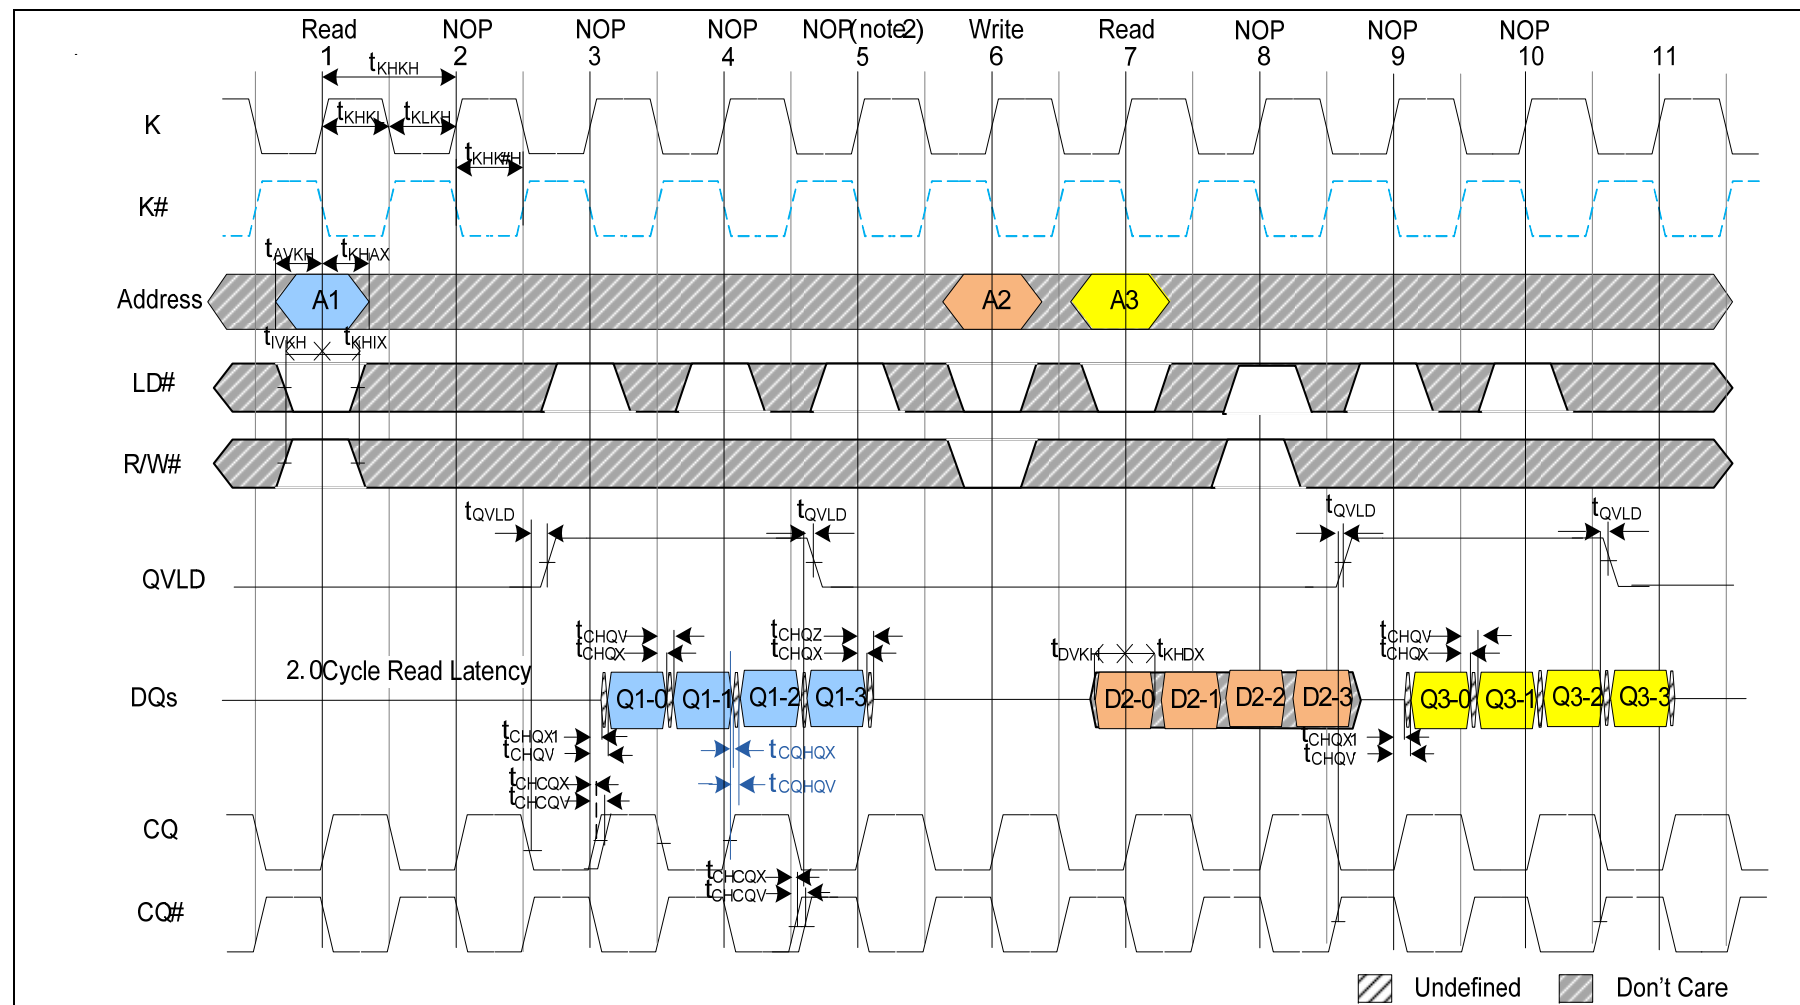 Read NOP NOP NOP NOP(note2) Write Read NOP NOP NOP
1 2 3 4 5 6 7 8 9 10 11
tKHKH
K tKHKL tKLKH
tKHK#H
K#
tAVKH tKHAX
Address A1 A2 A3
tIVKH tKHIX
LD#
R/W#
tQVLD tQVLD tQVLD tQVLD
QVLD
tCHQV tCHQZ tCHQV
tCHQX tCHQX tDVKH tKHDX tCHQX
2.0Cycle Read Latency
DQs Q1-0 Q1-1 Q1-2 Q1-3 D2-0 D2-1 D2-2 D2-3 Q3-0 Q3-1 Q3-2 Q3-3
tCHQX1 tCHQX1
tCHQV tCQHQX tCHQV
tCHCQX tCQHQV
tCHCQV
CQ
tCHCQX
tCHCQV
CQ#
Undefined Don't Care